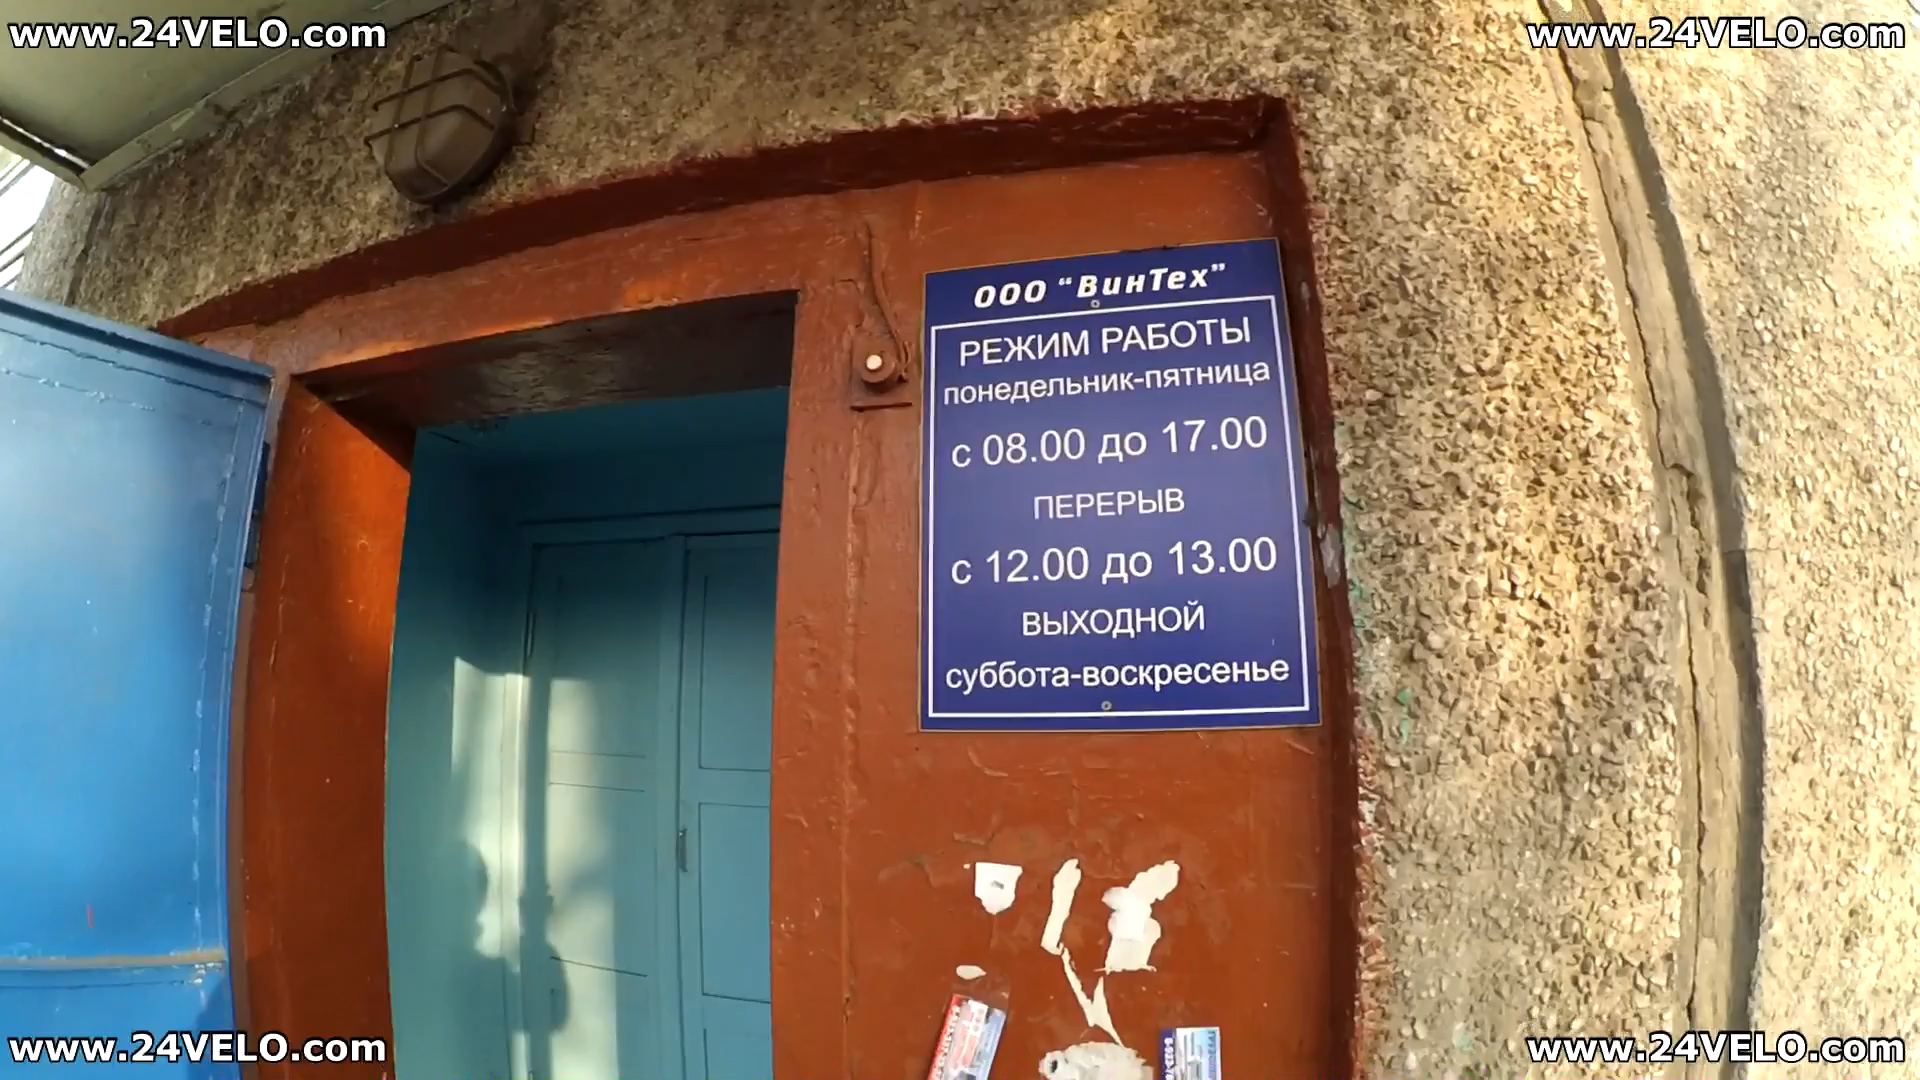 www.24VELO.com
www.24VELO.com
ООО “ВинТех”
РЕЖИМ РАБОТЫ
понедельник-пятница
с 08.00 до 17.00
ПЕРЕРЫВ
с 12.00 до 13.00
ВЫХОДНОЙ
суббота-воскресенье
www.24VELO.com
www.24VELO.com